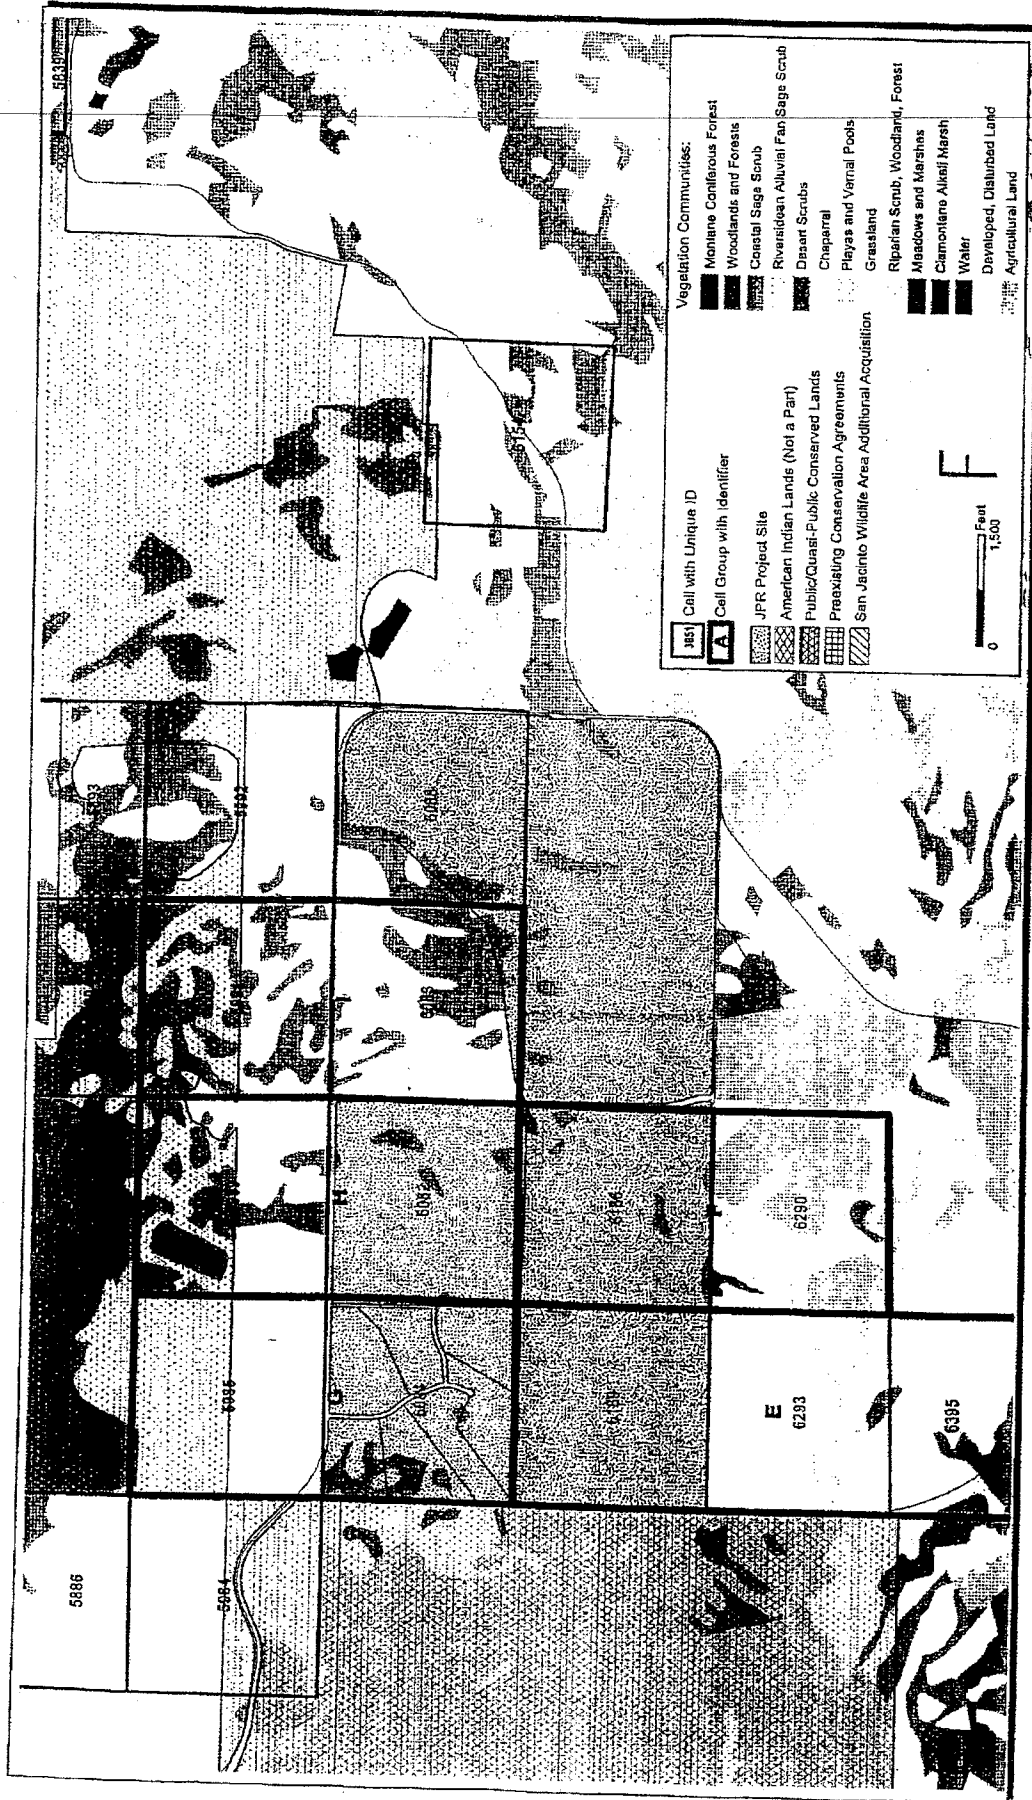 5886
5984
5985
G
H
E
6293
6290
6395
3851
Cell with Unique ID
A
Cell Group with Identifier
JPR Project Site
American Indian Lands (Not a Part)
Public/Quasi-Public Conserved Lands
Preexisting Conservation Agreements
San Jacinto Wildlife Area Additional Acquisition
Vegetation Communities:
Montane Coniferous Forest
Woodlands and Forests
Coastal Sage Scrub
Riversidean Alluvial Fan Sage Scrub
Desert Scrubs
Chaparral
Playas and Vernal Pools
Grassland
Riparian Scrub, Woodland, Forest
Meadows and Marshes
Cismontane Alkali Marsh
Water
Developed, Disturbed Land
Agricultural Land
Feet
0 1,500